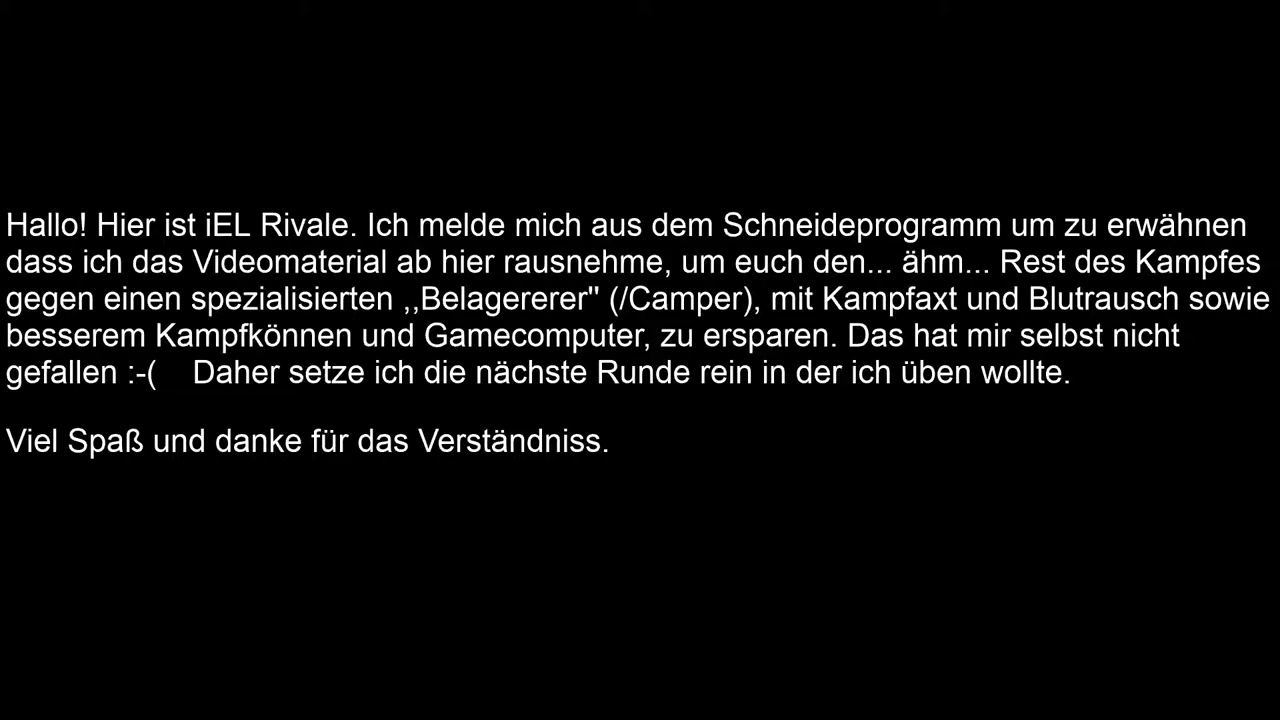 Hallo! Hier ist iEL Rivale. Ich melde mich aus dem Schneideprogramm um zu erwähnen
dass ich das Videomaterial ab hier rausnehme, um euch den... ähm... Rest des Kampfes
gegen einen spezialisierten ,,Belagererer'' (/Camper), mit Kampfaxt und Blutrausch sowie
besserem Kampfkönnen und Gamecomputer, zu ersparen. Das hat mir selbst nicht
gefallen :-(    Daher setze ich die nächste Runde rein in der ich üben wollte.
Viel Spaß und danke für das Verständniss.